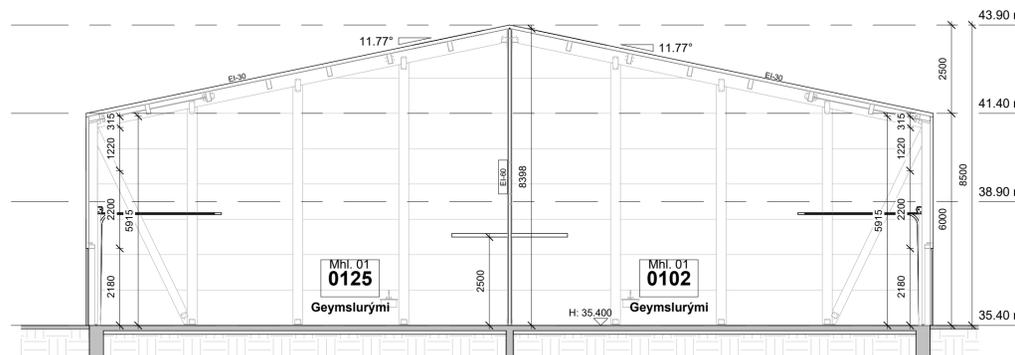 43.90 m
11.77°
11.77°
EI-30
EI-30
2500
41.40 m
315
315
1220
1220
EI-60
8398
8500
38.90 m
2200
5915
5915
2200
6000
2180
2500
2180
Mhl. 01
0125
Geymslurými
Mhl. 01
0102
Geymslurými
H: 35.400
35.40 m